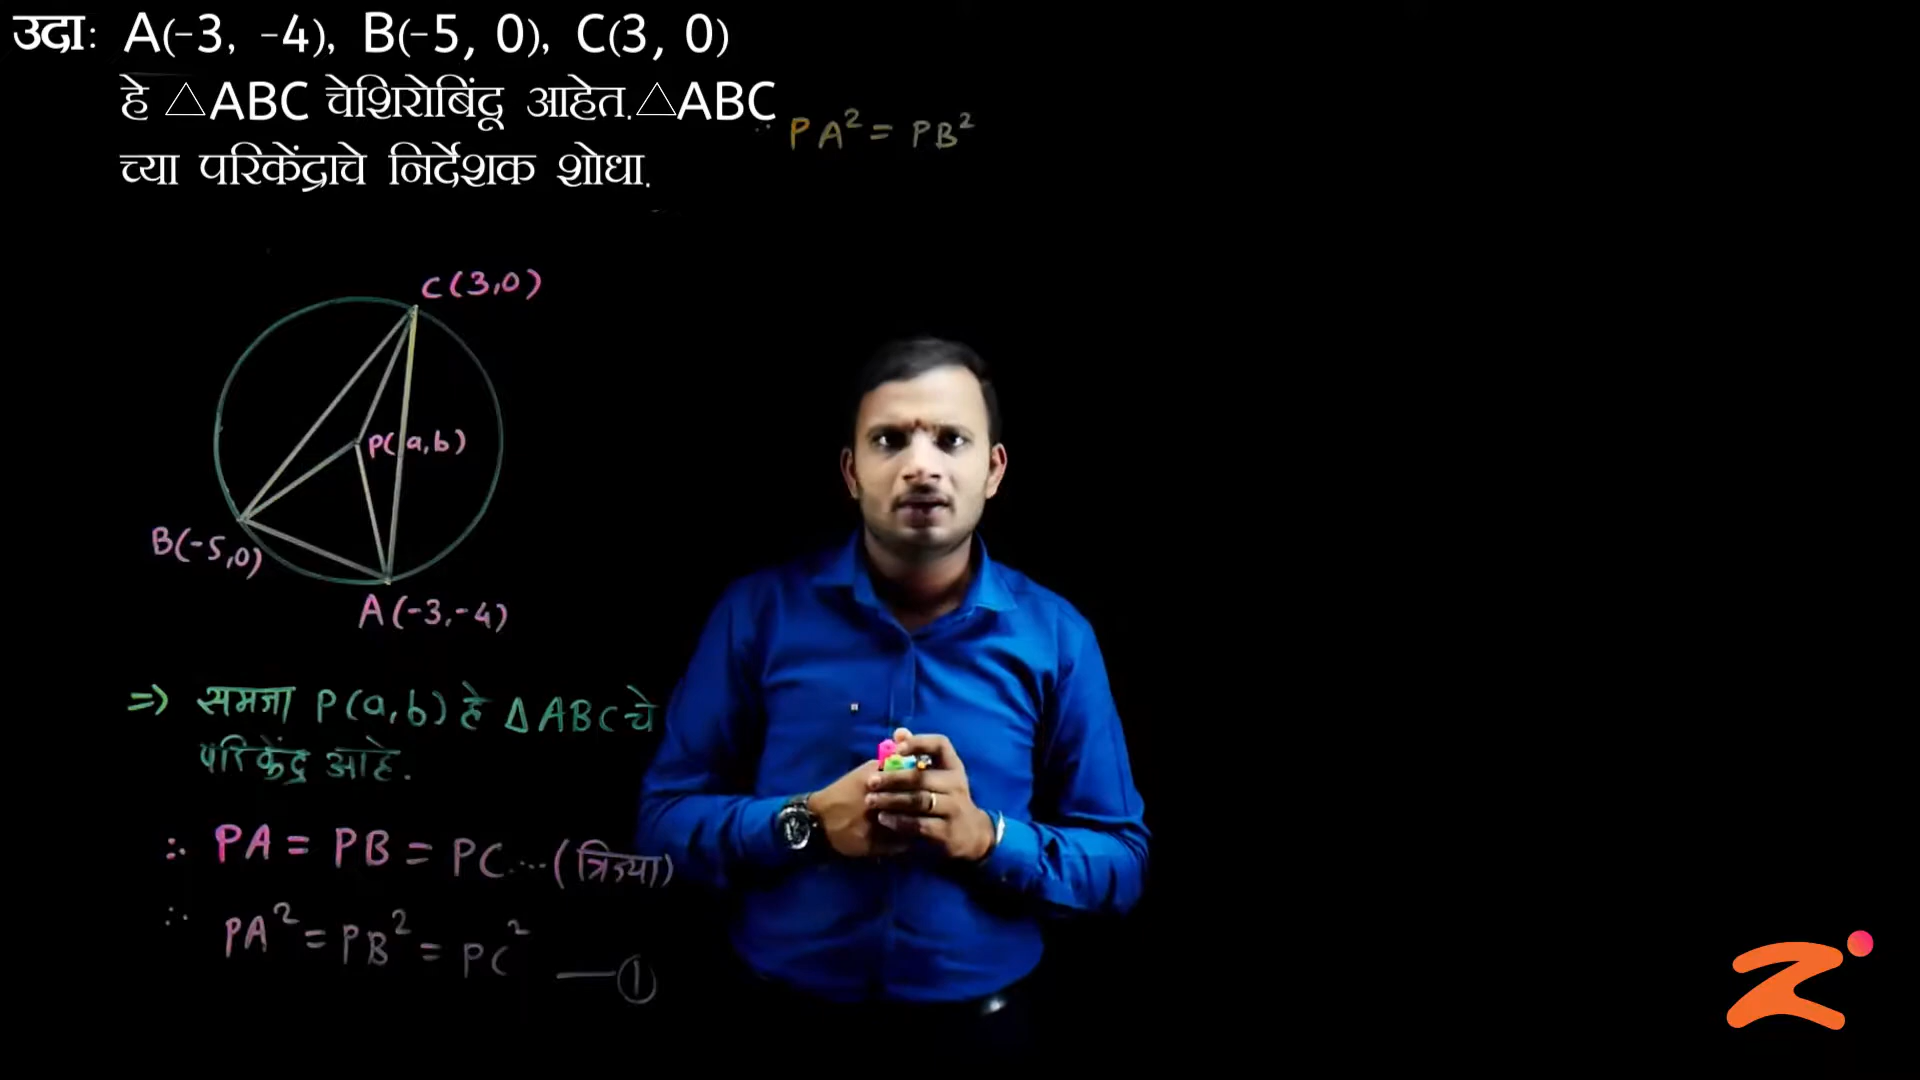 उदाः A(-3, -4), B(-5, 0), C(3, 0)
हे △ABC चेशिरोबिंदू आहेत.△ABC
च्या परिकेंद्राचे निर्देशक शोधा.
∵ PA² = PB²
C(3,0)
P(a,b)
B(-5,0)
A(-3,-4)
⇒ समजा P(a,b) हे ΔABC चे
परिकेंद्र आहे.
∴ PA = PB = PC ...(त्रिज्या)
∴ PA² = PB² = PC² —①